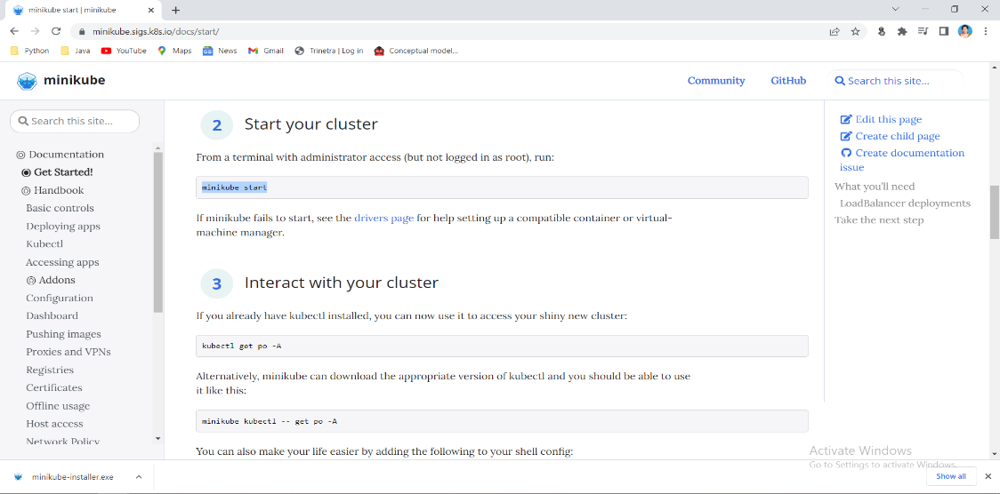 minikube start | minikube
minikube.sigs.k8s.io/docs/start/
Python Java YouTube Maps News Gmail Trinetra | Log in Conceptual model...
minikube
Community GitHub Search this site...
Search this site...
Documentation
Get Started!
Handbook
Basic controls
Deploying apps
Kubectl
Accessing apps
Addons
Configuration
Dashboard
Pushing images
Proxies and VPNs
Registries
Certificates
Offline usage
Host access
Network Policy
2 Start your cluster
From a terminal with administrator access (but not logged in as root), run:
minikube start
If minikube fails to start, see the drivers page for help setting up a compatible container or virtual-
machine manager.
3 Interact with your cluster
If you already have kubectl installed, you can now use it to access your shiny new cluster:
kubectl get po -A
Alternatively, minikube can download the appropriate version of kubectl and you should be able to use
it like this:
minikube kubectl -- get po -A
You can also make your life easier by adding the following to your shell config:
Edit this page
Create child page
Create documentation
issue
What you'll need
LoadBalancer deployments
Take the next step
Activate Windows
Go to Settings to activate Windows.
minikube-installer.exe
Show all